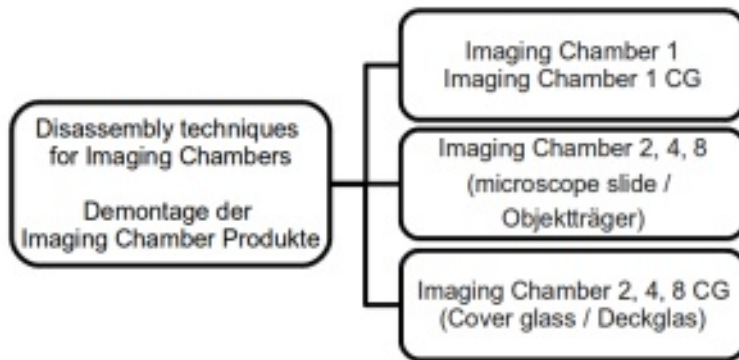 Disassembly techniques
for Imaging Chambers
Demontage der
Imaging Chamber Produkte
Imaging Chamber 1
Imaging Chamber 1 CG
Imaging Chamber 2, 4, 8
(microscope slide /
Objektträger)
Imaging Chamber 2, 4, 8 CG
(Cover glass / Deckglas)